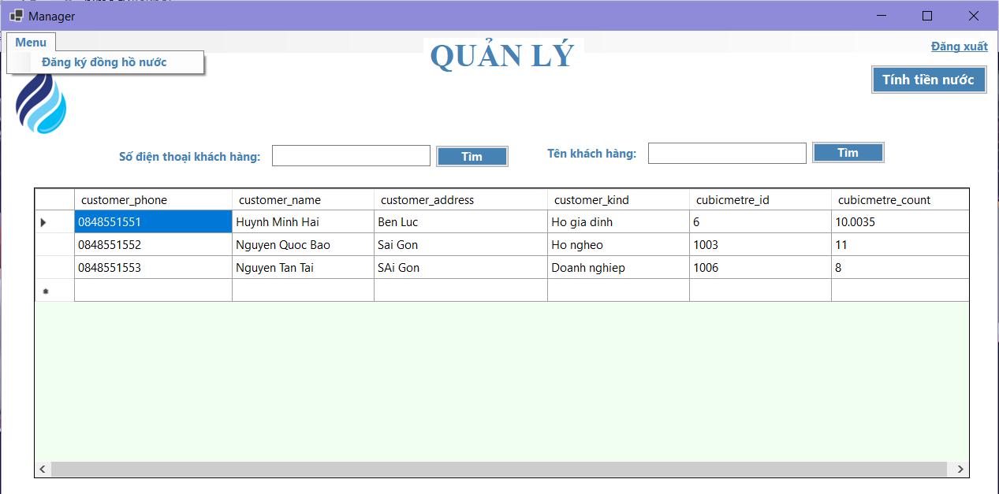 Manager
Menu
Đăng ký đồng hồ nước
QUẢN LÝ
Đăng xuất
Tính tiền nước
Số điện thoại khách hàng: Tìm Tên khách hàng: Tìm
customer_phone customer_name customer_address customer_kind cubicmetre_id cubicmetre_count
0848551551 Huynh Minh Hai Ben Luc Ho gia dinh 6 10.0035
0848551552 Nguyen Quoc Bao Sai Gon Ho ngheo 1003 11
0848551553 Nguyen Tan Tai SAi Gon Doanh nghiep 1006 8